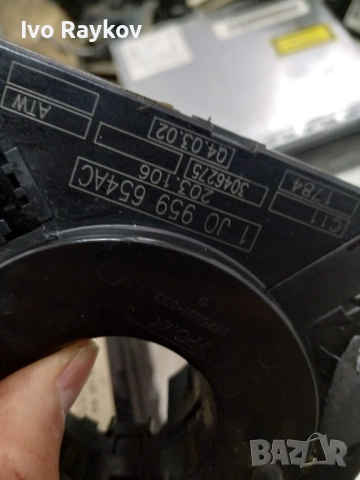 Ivo Raykov
ATW
04.03.02
C11
1784
3046275
203 106
1 J0 959 654AC
BAZAR